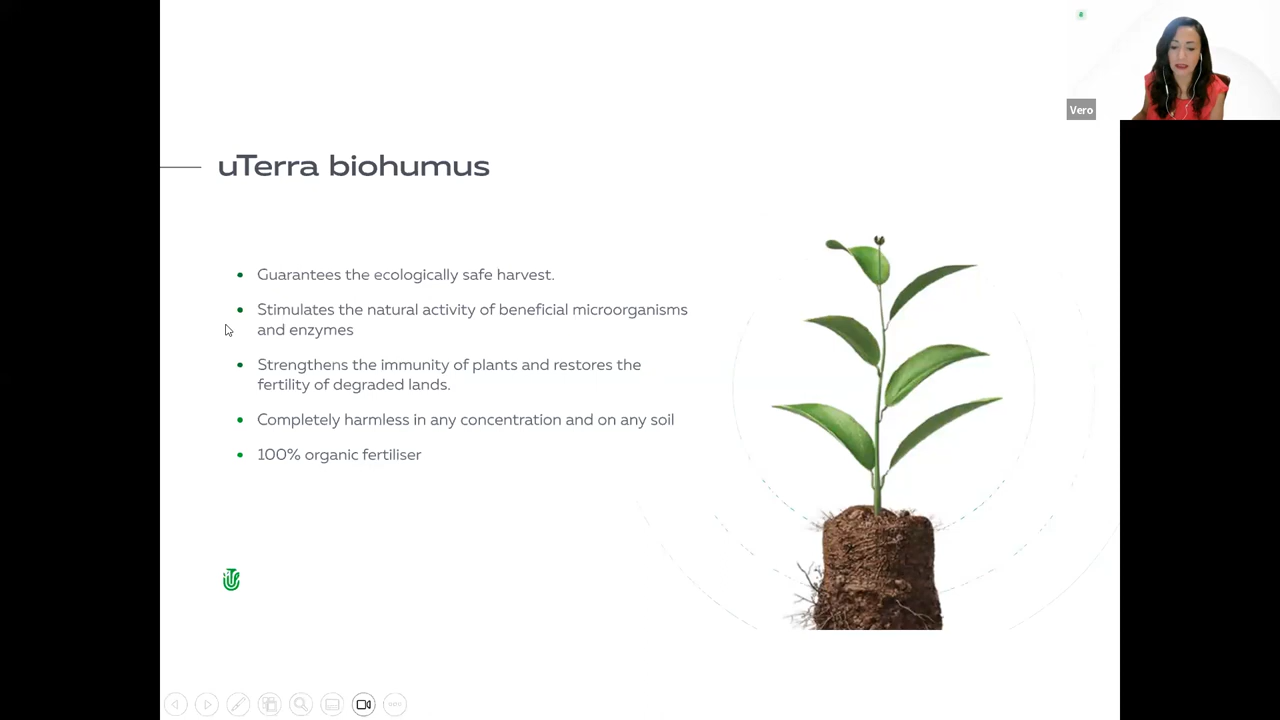 Vero
uTerra biohumus
Guarantees the ecologically safe harvest.
Stimulates the natural activity of beneficial microorganisms
and enzymes
Strengthens the immunity of plants and restores the
fertility of degraded lands.
Completely harmless in any concentration and on any soil
100% organic fertiliser